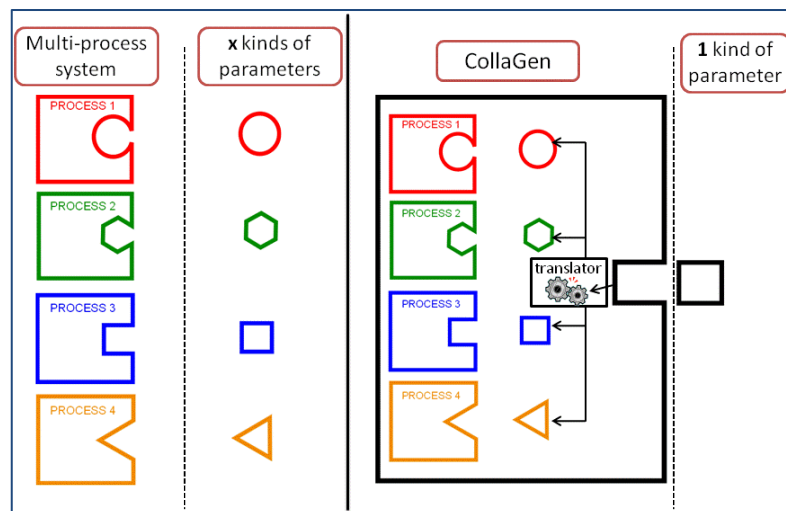 Multi-process
system
x kinds of
parameters
CollaGen
1 kind of
parameter
PROCESS 1
PROCESS 2
PROCESS 3
PROCESS 4
PROCESS 1
PROCESS 2
translator
PROCESS 3
PROCESS 4